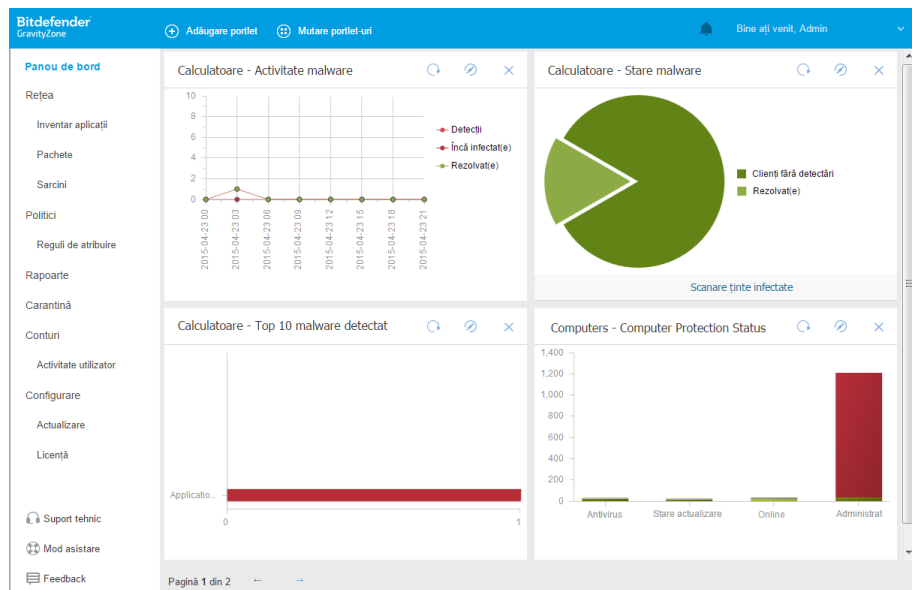 Bitdefender
GravityZone
Adăugare portlet
Mutare portlet-uri
Bine ați venit, Admin
Panou de bord
Rețea
Inventar aplicații
Pachete
Sarcini
Politici
Reguli de atribuire
Rapoarte
Carantină
Conturi
Activitate utilizator
Configurare
Actualizare
Licență
Suport tehnic
Mod asistare
Feedback
Calculatoare - Activitate malware
10
8
6
4
2
0
2015-04-23 00
2015-04-23 03
2015-04-23 06
2015-04-23 09
2015-04-23 12
2015-04-23 15
2015-04-23 18
2015-04-23 21
Detecții
Încă infectat(e)
Rezolvat(e)
Calculatoare - Stare malware
Clienți fără detectări
Rezolvat(e)
Scanare ținte infectate
Calculatoare - Top 10 malware detectat
Applicatio...
0
1
Computers - Computer Protection Status
1,400
1,200
1,000
800
600
400
200
0
Antivirus
Stare actualizare
Online
Administrat
Pagină 1 din 2